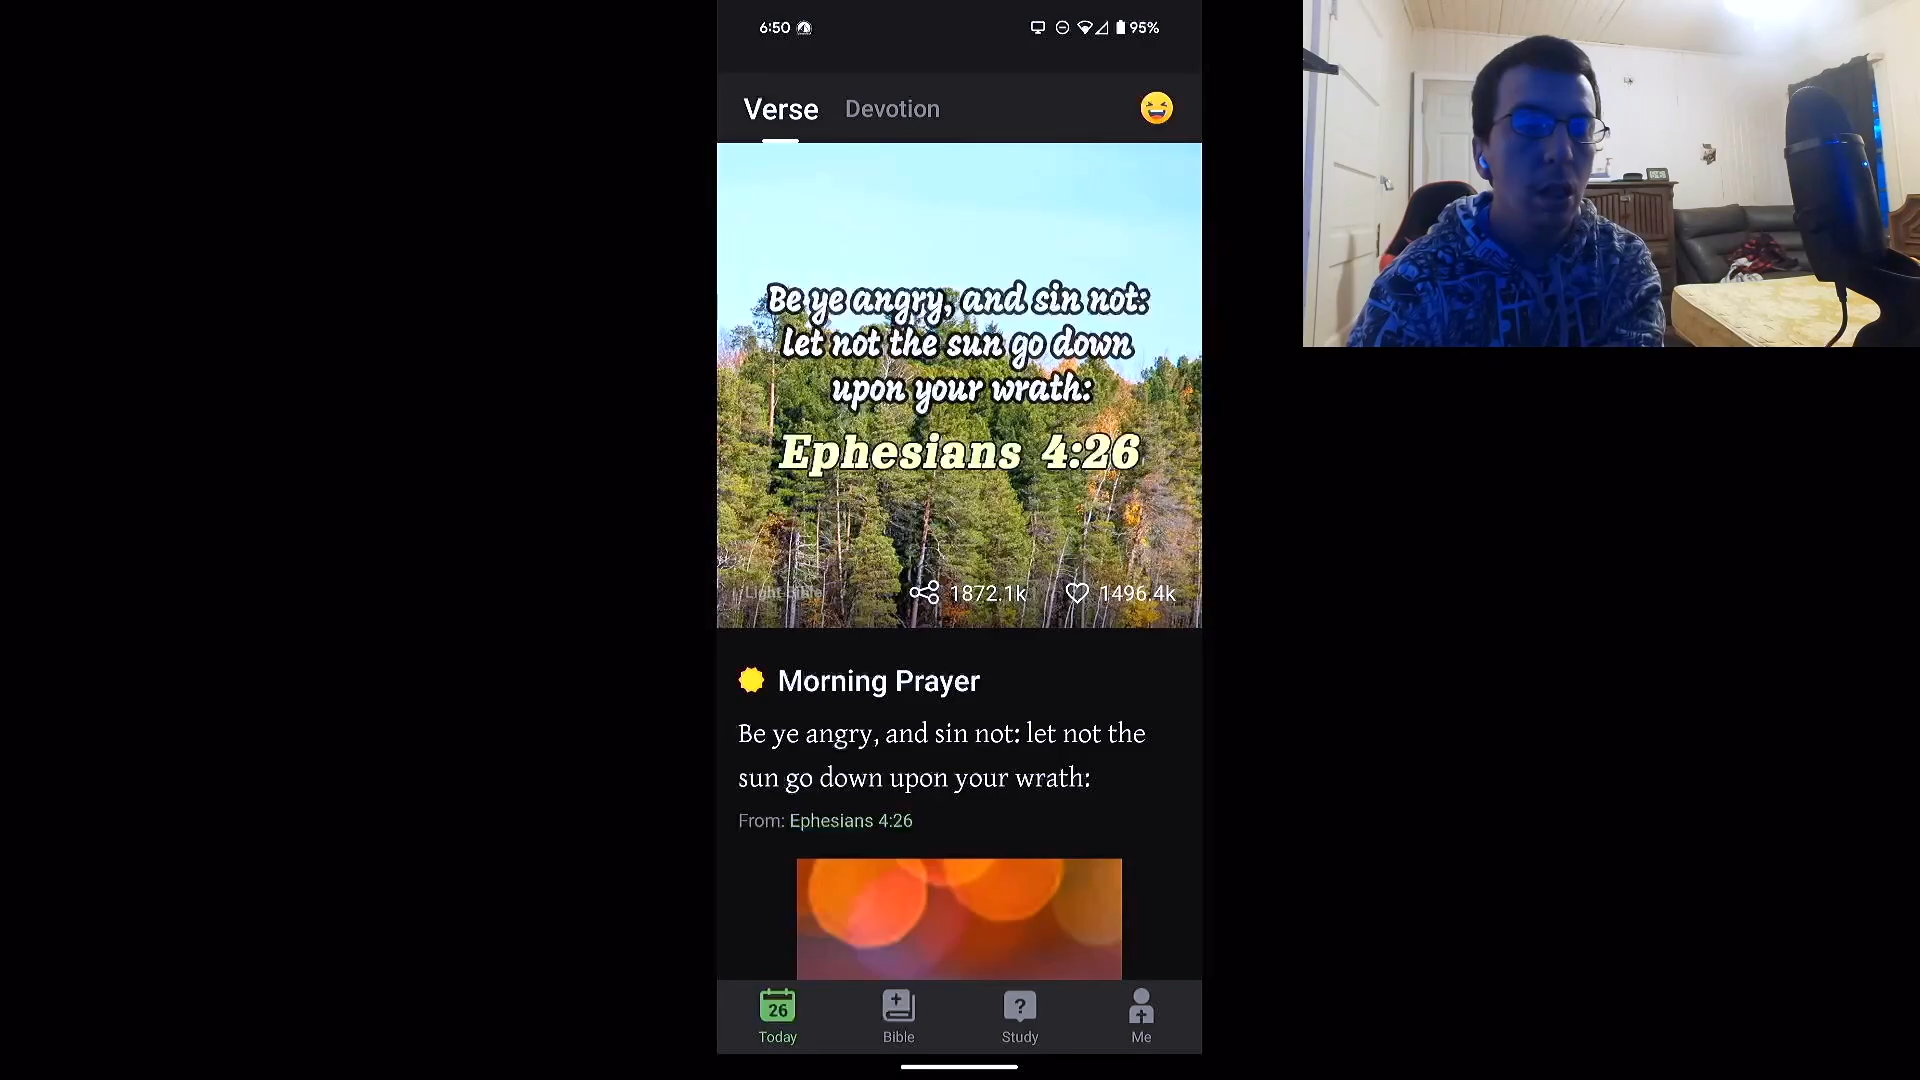 6:50
95%
Verse Devotion
Be ye angry, and sin not:
let not the sun go down
upon your wrath:
Ephesians 4:26
Light Bible
1872.1k
1496.4k
Morning Prayer
Be ye angry, and sin not: let not the
sun go down upon your wrath:
From: Ephesians 4:26
26
?
Today Bible Study Me